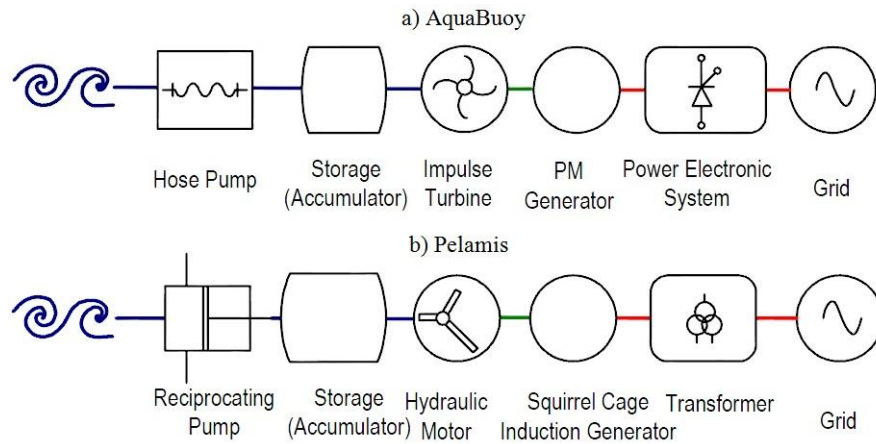 a) AquaBuoy
Hose Pump
Storage
(Accumulator)
Impulse
Turbine
PM
Generator
Power Electronic
System
Grid
b) Pelamis
Reciprocating
Pump
Storage
(Accumulator)
Hydraulic
Motor
Squirrel Cage
Induction Generator
Transformer
Grid